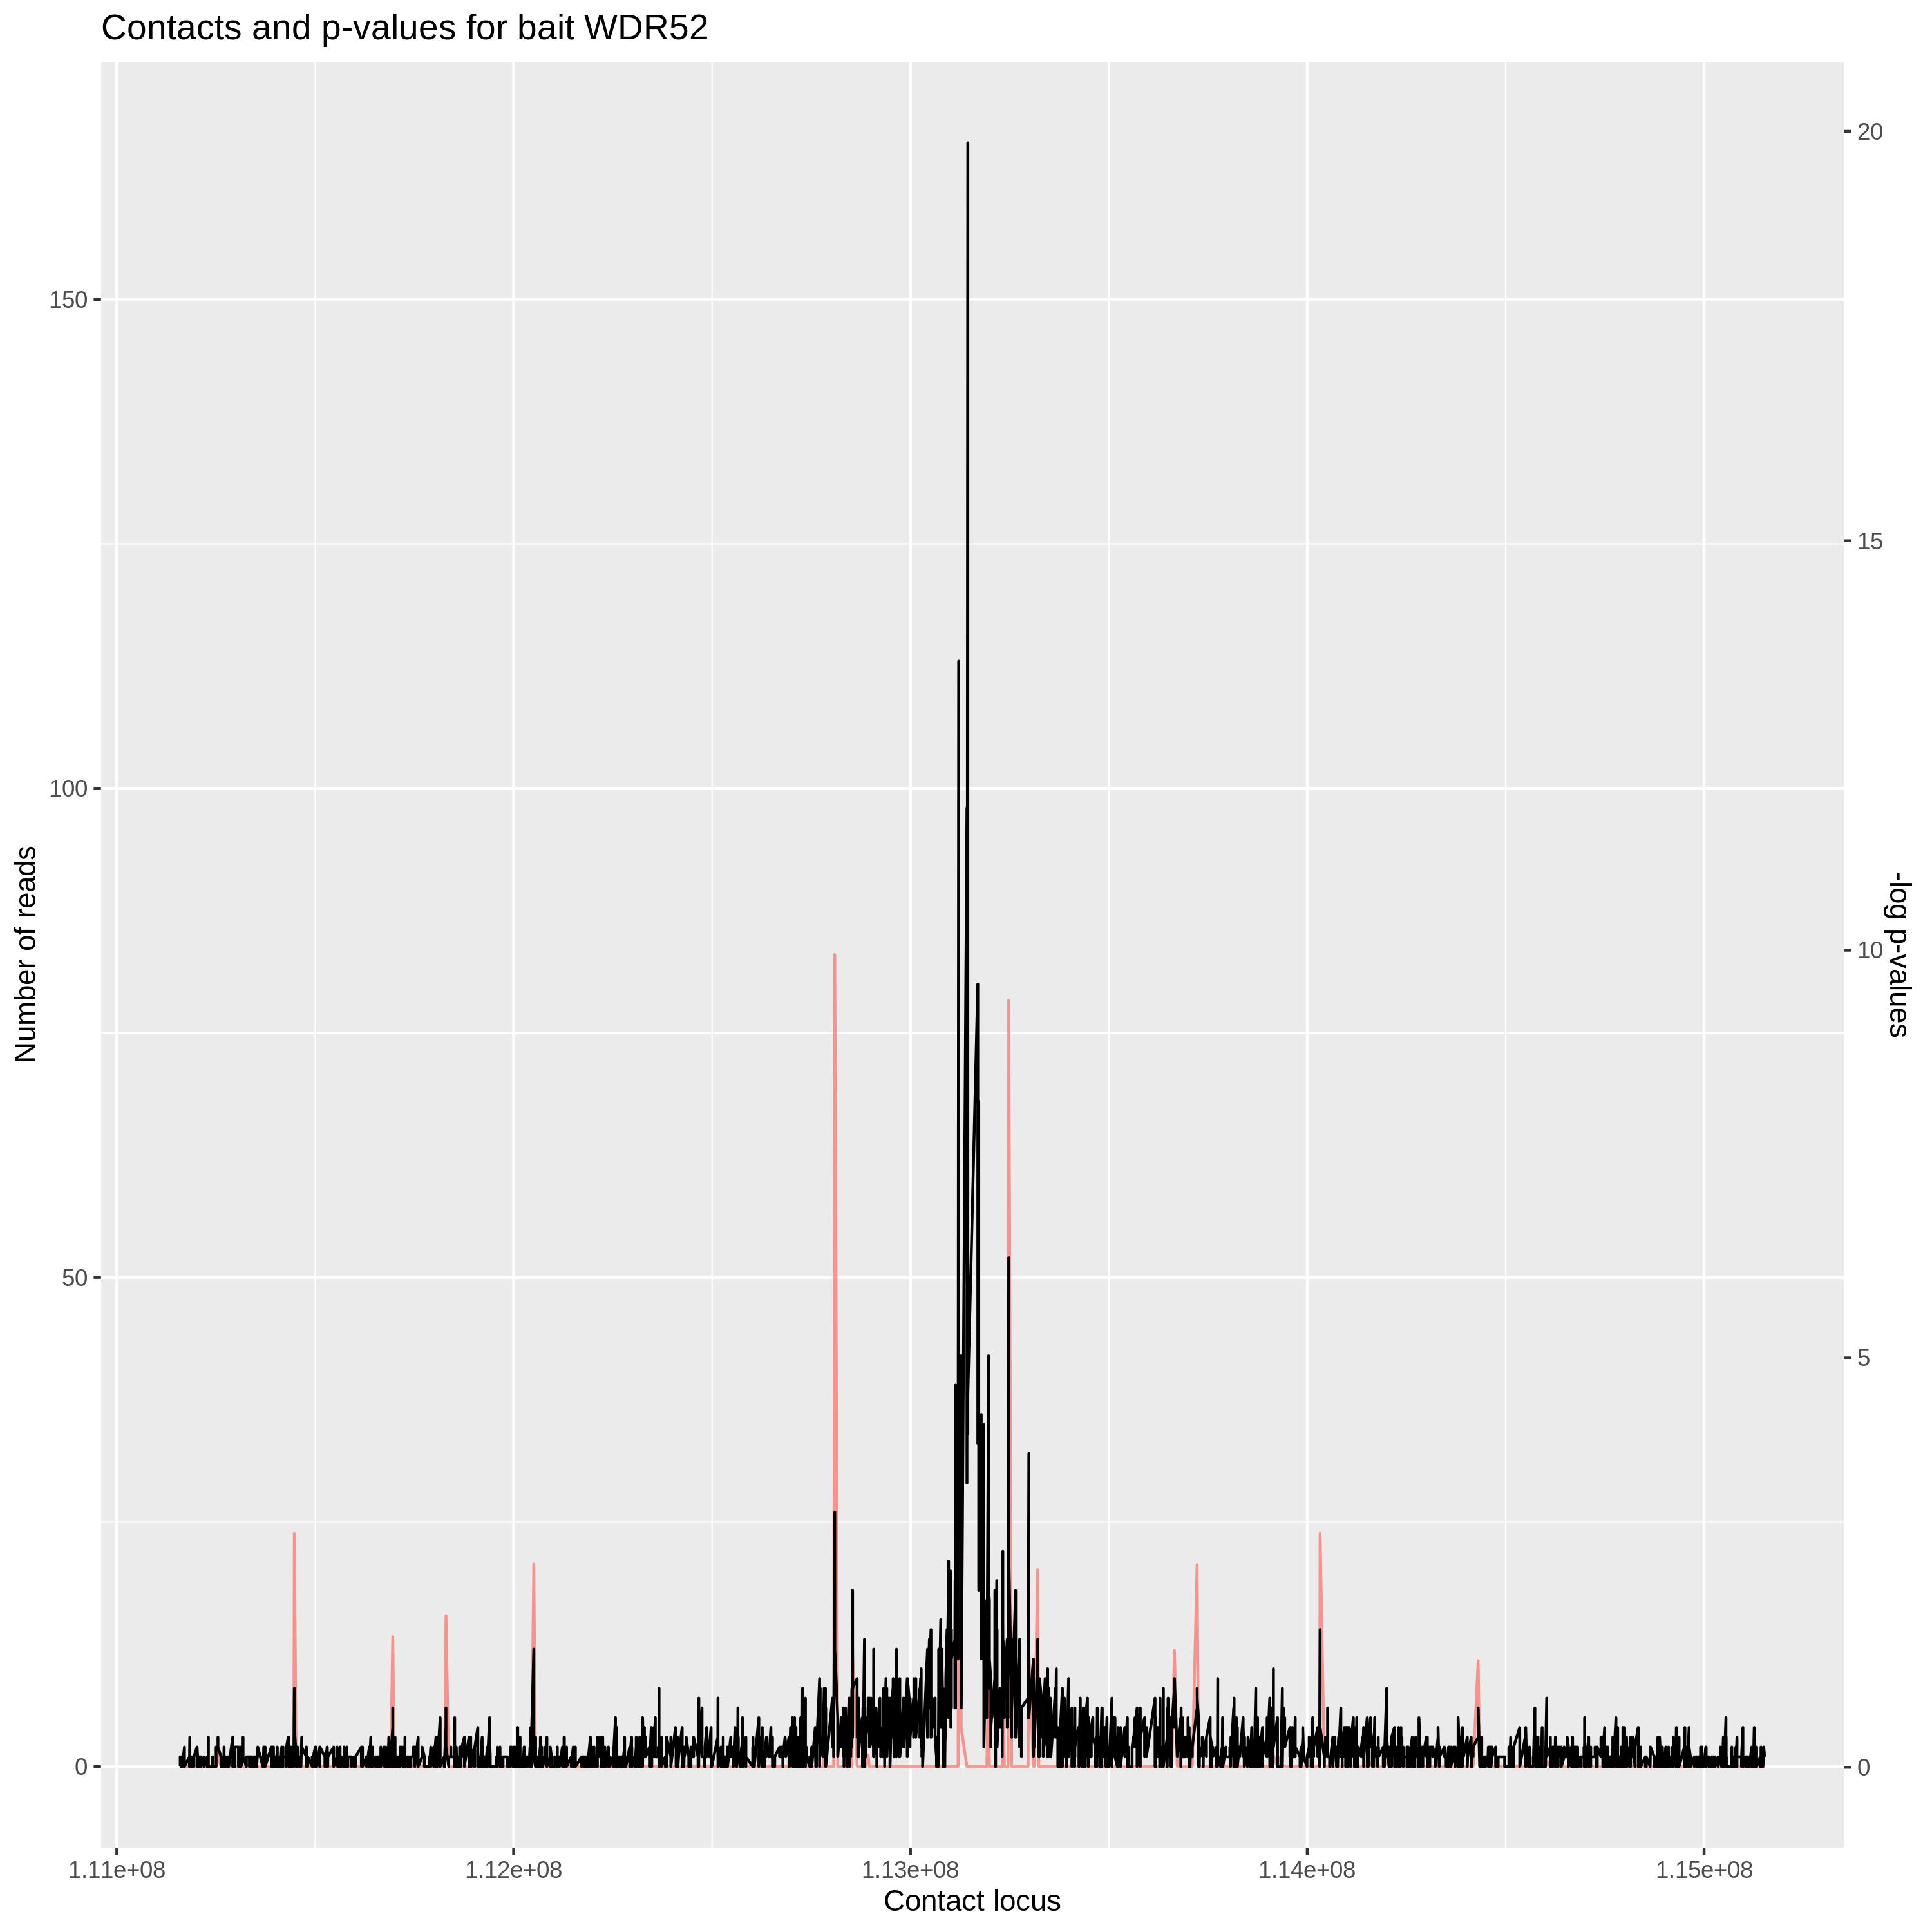 Contacts and p-values for bait WDR52
Number of reads
150
100
50
0
20
15
10
5
0
-log p-values
1.11e+08
1.12e+08
1.13e+08
1.14e+08
1.15e+08
Contact locus